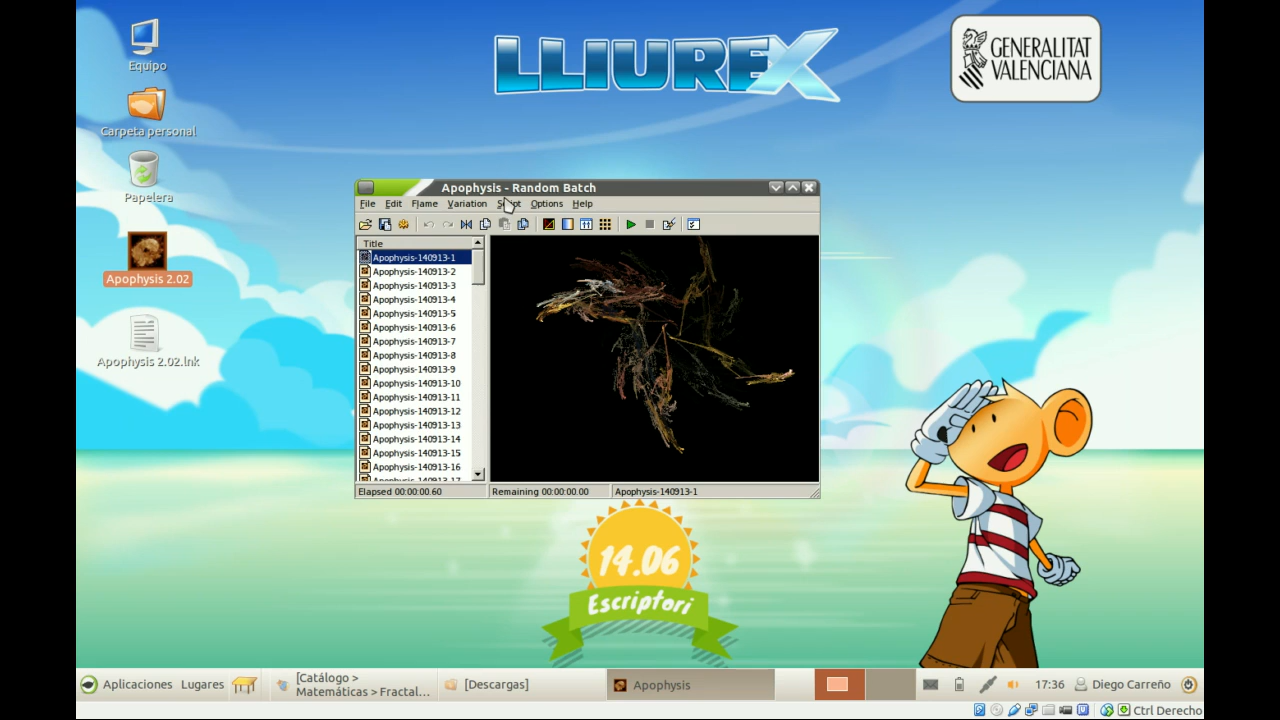 LLIUREX
GENERALITAT
VALENCIANA
Equipo
Carpeta personal
Papelera
Apophysis 2.02
Apophysis 2.02.lnk
Apophysis - Random Batch
File Edit Flame Variation Script Options Help
Title
Apophysis-140913-1
Apophysis-140913-2
Apophysis-140913-3
Apophysis-140913-4
Apophysis-140913-5
Apophysis-140913-6
Apophysis-140913-7
Apophysis-140913-8
Apophysis-140913-9
Apophysis-140913-10
Apophysis-140913-11
Apophysis-140913-12
Apophysis-140913-13
Apophysis-140913-14
Apophysis-140913-15
Apophysis-140913-16
Apophysis-140913-17
Elapsed 00:00:00.60 Remaining 00:00:00.00 Apophysis-140913-1
14.06
Escriptori
Aplicaciones Lugares
[Catálogo >
Matemáticas > Fractal...
[Descargas]
Apophysis
17:36 Diego Carreño
Ctrl Derecho